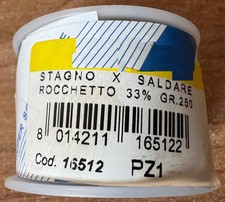 STAGNO X SALDARE
ROCCHETTO 33% GR.250
8 014211 165122
Cod. 16512 PZ1